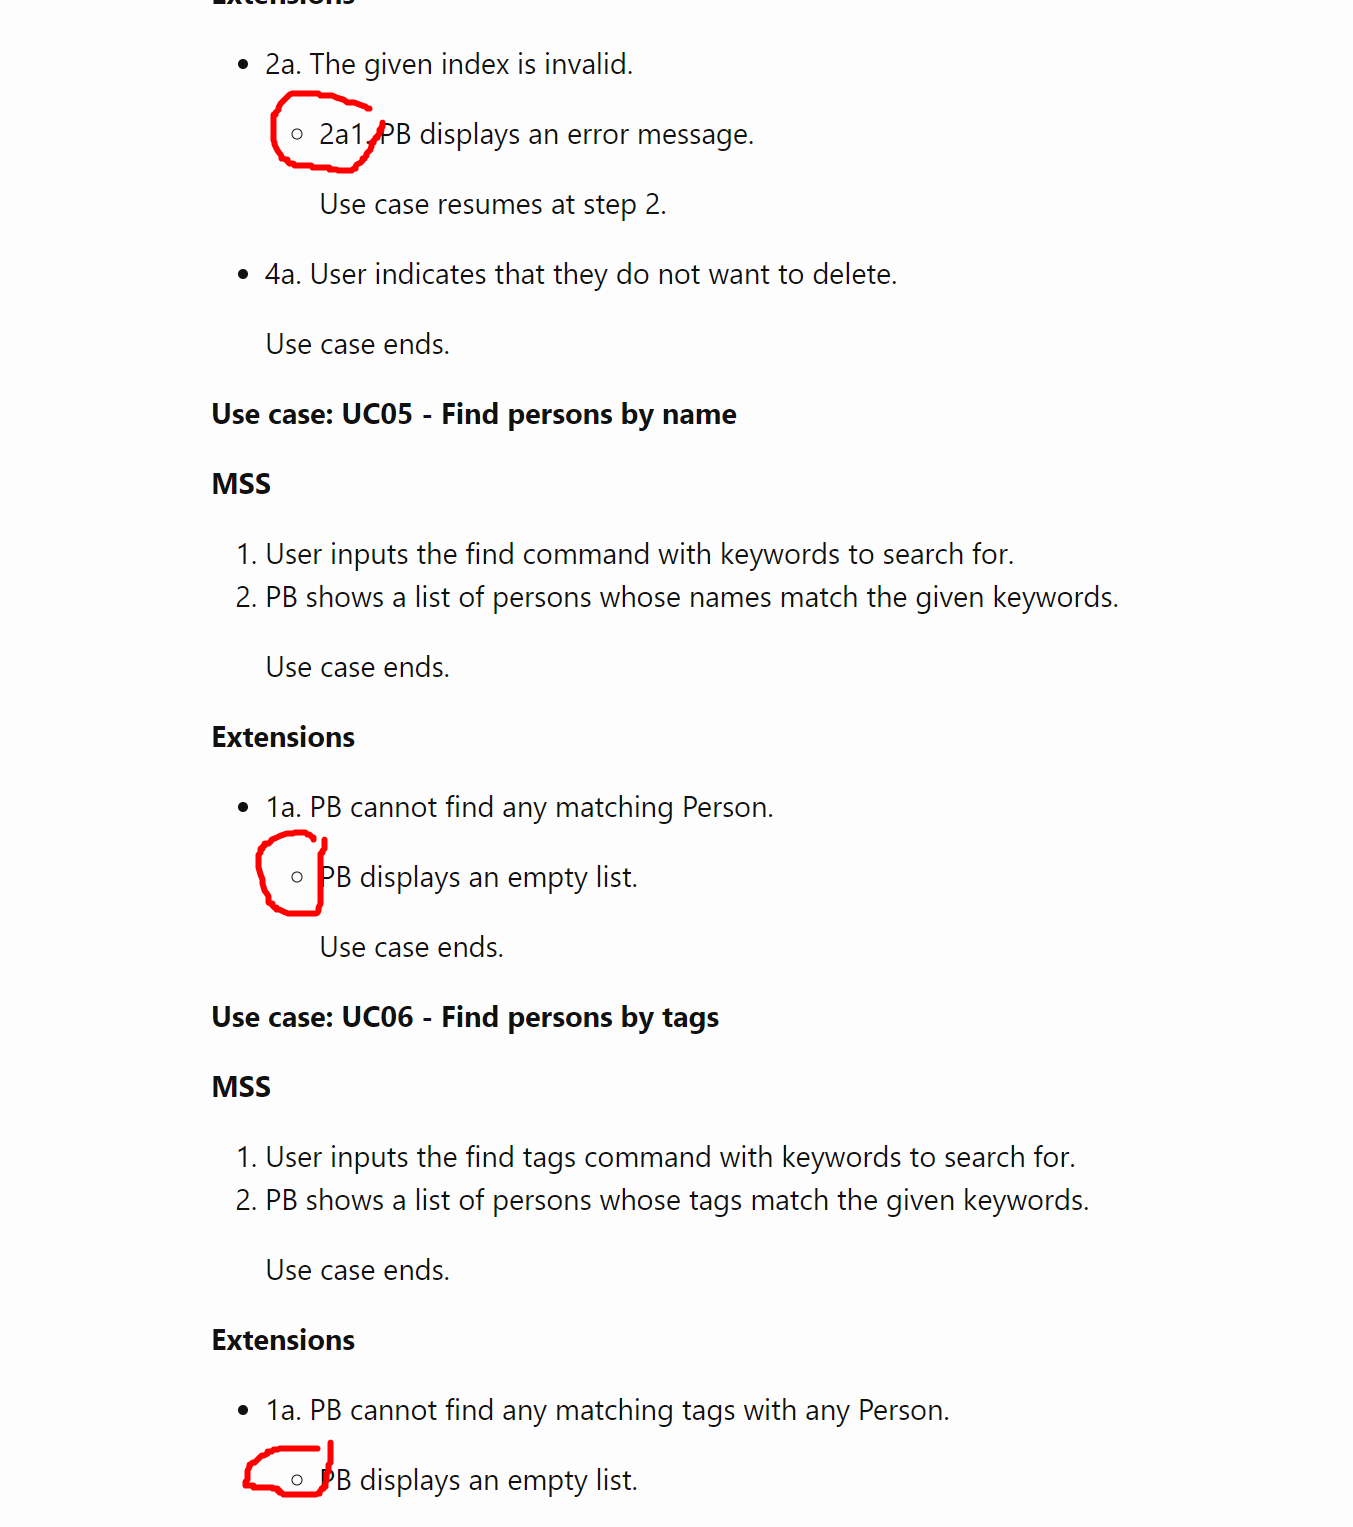 Extensions
• 2a. The given index is invalid.
○ 2a1. PB displays an error message.
Use case resumes at step 2.
• 4a. User indicates that they do not want to delete.
Use case ends.
Use case: UC05 - Find persons by name
MSS
1. User inputs the find command with keywords to search for.
2. PB shows a list of persons whose names match the given keywords.
Use case ends.
Extensions
• 1a. PB cannot find any matching Person.
○ PB displays an empty list.
Use case ends.
Use case: UC06 - Find persons by tags
MSS
1. User inputs the find tags command with keywords to search for.
2. PB shows a list of persons whose tags match the given keywords.
Use case ends.
Extensions
• 1a. PB cannot find any matching tags with any Person.
○ PB displays an empty list.